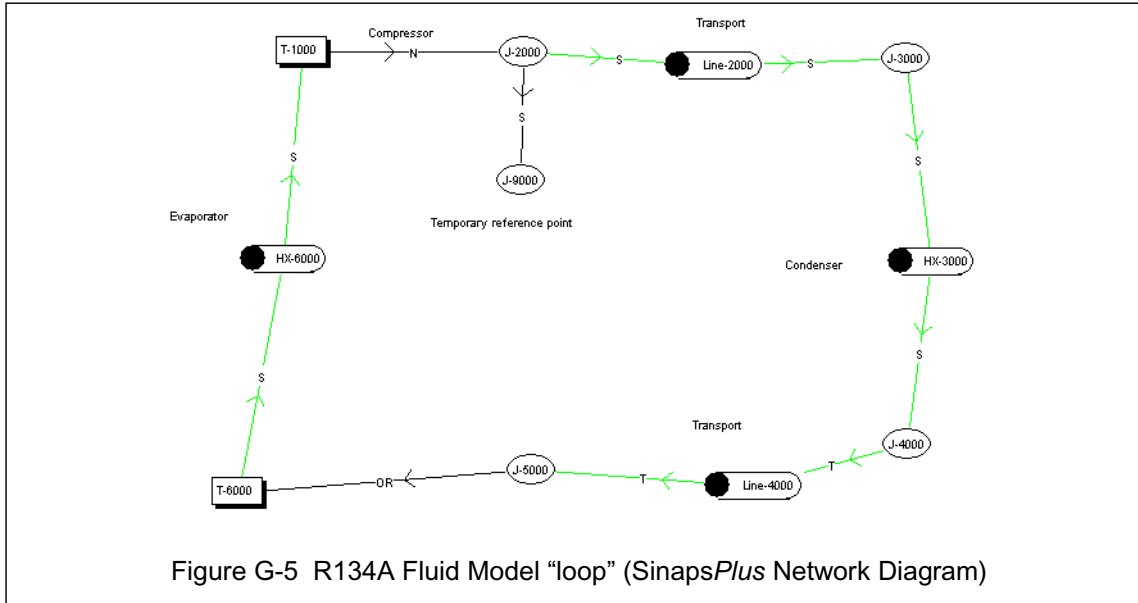 Transport
Compressor
T-1000
N
J-2000
S
Line-2000
S
J-3000
S
S
S
J-9000
Evaporator
Temporary reference point
HX-6000
Condenser
HX-3000
S
S
Transport
J-4000
T-6000
OR
J-5000
T
Line-4000
T
Figure G-5 R134A Fluid Model “loop” (SinapsPlus Network Diagram)